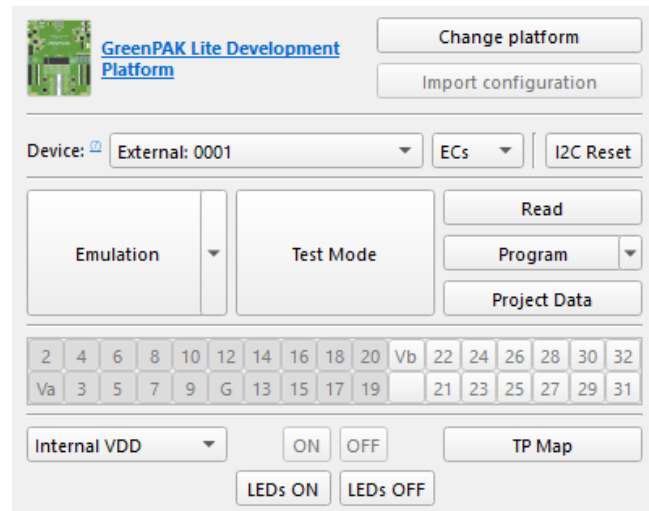 GreenPAK Lite Development Platform
Change platform
Import configuration
Device: (?) External: 0001 ECs I2C Reset
Emulation
Test Mode
Read
Program
Project Data
2 4 6 8 10 12 14 16 18 20 Vb 22 24 26 28 30 32
Va 3 5 7 9 G 13 15 17 19 21 23 25 27 29 31
Internal VDD ON OFF TP Map
LEDs ON LEDs OFF